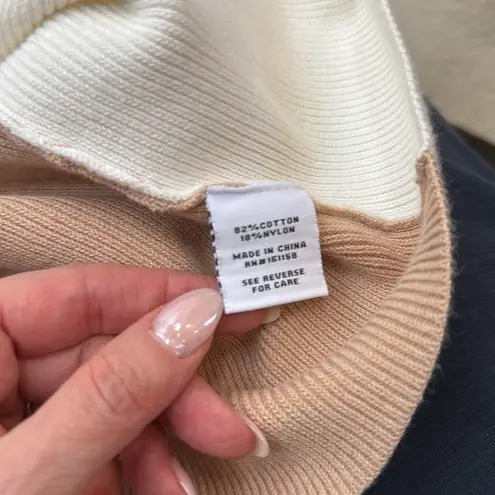 82%COTTON
18%NYLON
MADE IN CHINA
RN#151158
SEE REVERSE
FOR CARE